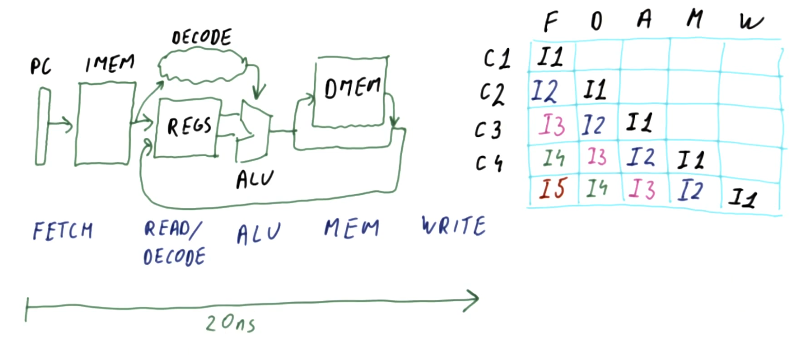 DECODE
PC IMEM
REGS
DMEM
ALU
FETCH READ/ ALU MEM WRITE
DECODE
20ns
F D A M W
C1 I1
C2 I2 I1
C3 I3 I2 I1
C4 I4 I3 I2 I1
I5 I4 I3 I2 I1